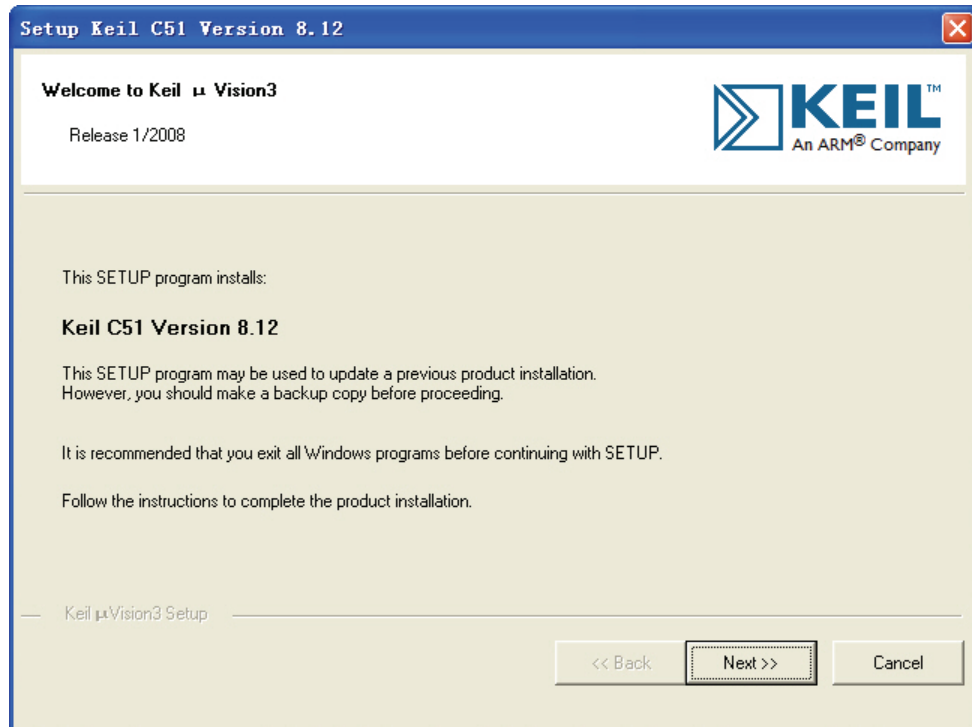 Setup Keil C51 Version 8.12
Welcome to Keil μ Vision3
Release 1/2008
KEIL™
An ARM® Company
This SETUP program installs:
Keil C51 Version 8.12
This SETUP program may be used to update a previous product installation.
However, you should make a backup copy before proceeding.
It is recommended that you exit all Windows programs before continuing with SETUP.
Follow the instructions to complete the product installation.
Keil μVision3 Setup
<< Back
Next >>
Cancel